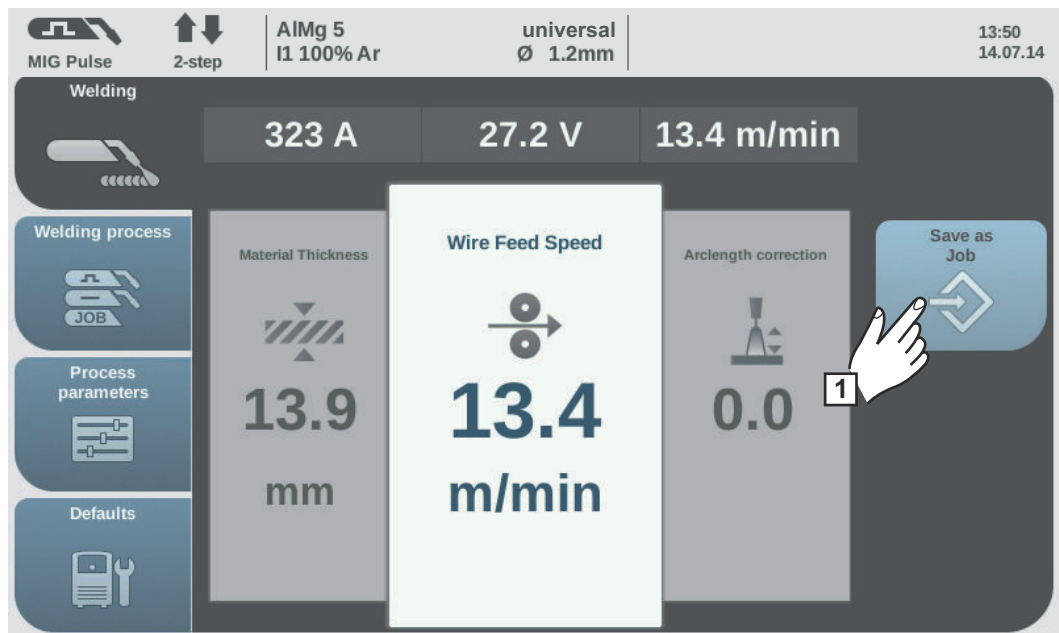 MIG Pulse
2-step
AlMg 5
I1 100% Ar
universal
Ø 1.2mm
13:50
14.07.14
Welding
323 A
27.2 V
13.4 m/min
Welding process
JOB
Process
parameters
Defaults
Material Thickness
13.9
mm
Wire Feed Speed
13.4
m/min
Arclength correction
0.0
Save as
Job
1